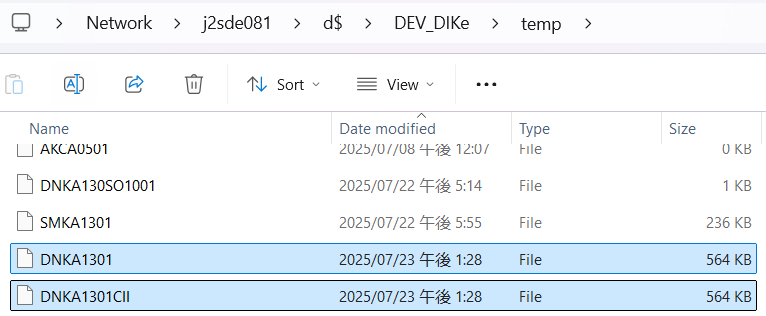 Network > j2sde081 > d$ > DEV_DIKe > temp >
Sort View ...
Name Date modified Type Size
AKCA0501 2025/07/08 午後 12:07 File 0 KB
DNKA130SO1001 2025/07/22 午後 5:14 File 1 KB
SMKA1301 2025/07/22 午後 5:55 File 236 KB
DNKA1301 2025/07/23 午後 1:28 File 564 KB
DNKA1301CII 2025/07/23 午後 1:28 File 564 KB